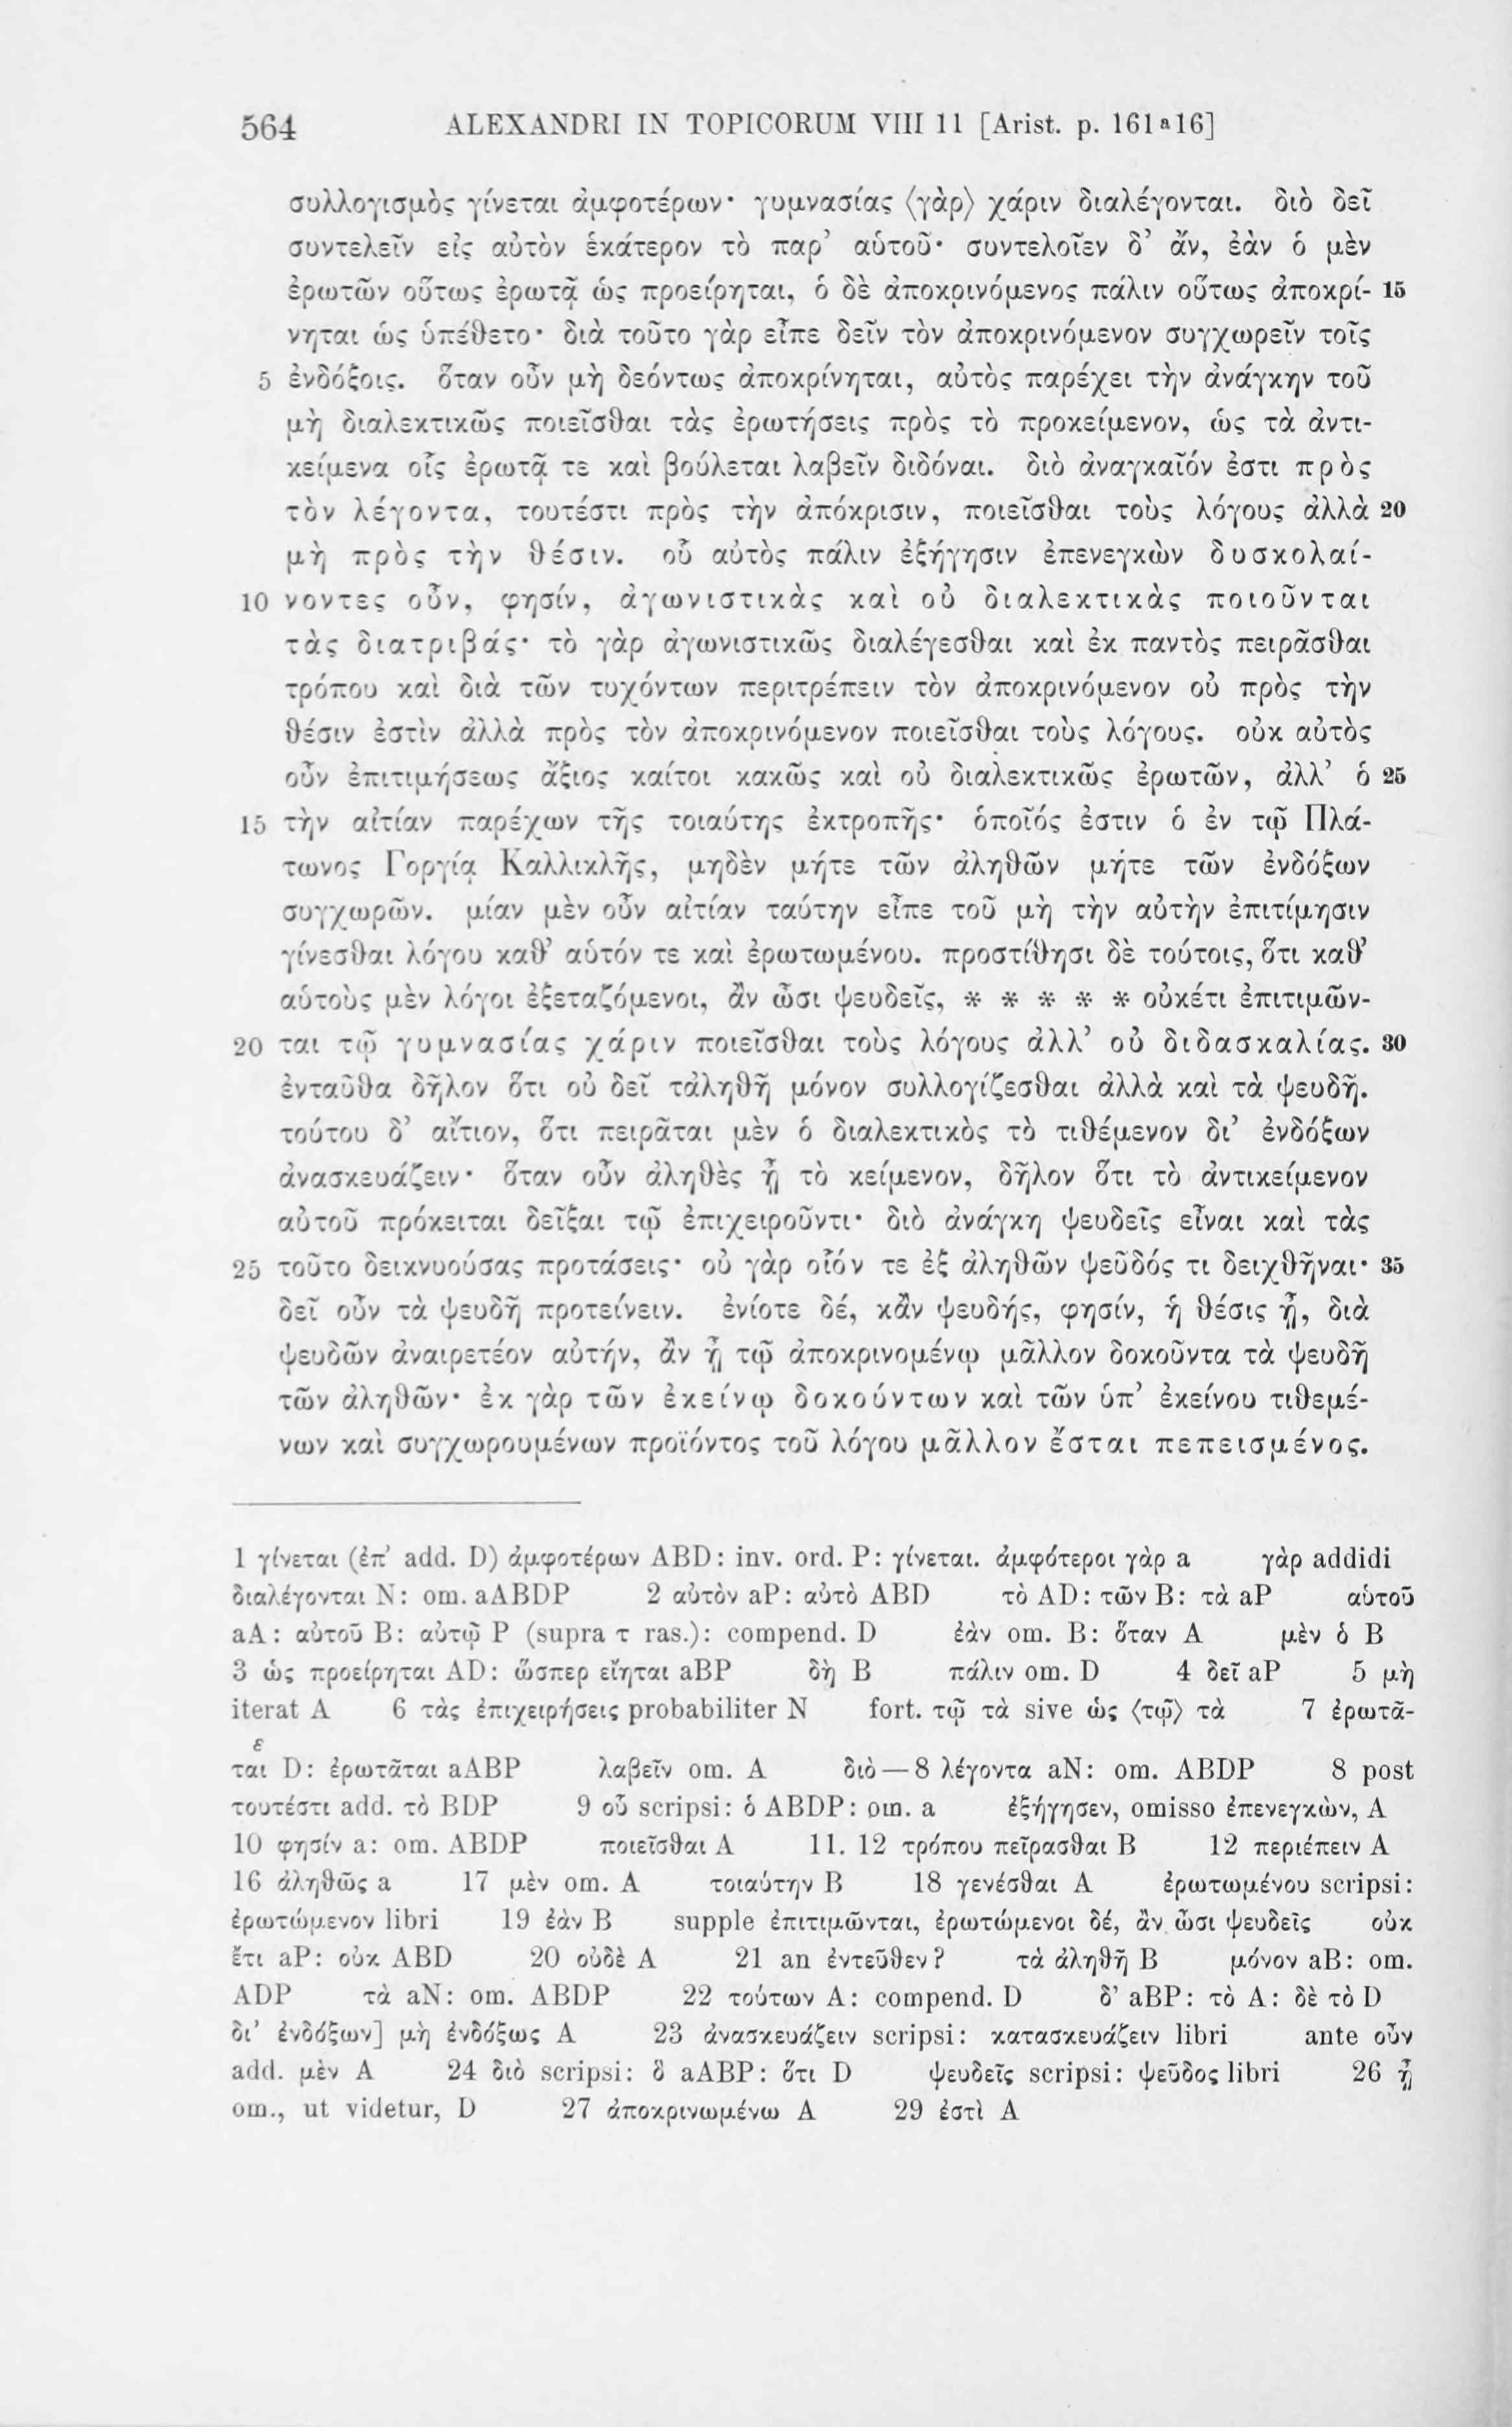 564 ALEXANDRI IN TOPICORUM VIII 11 [Arist. p. 161ª16]
συλλογισμὸς γίνεται ἀμφοτέρων· γυμνασίας ⟨γὰρ⟩ χάριν διαλέγονται. διὸ δεῖ
συντελεῖν εἰς αὐτὸν ἑκάτερον τὸ παρ’ αὑτοῦ· συντελοῖεν δ’ ἄν, ἐὰν ὁ μὲν
ἐρωτῶν οὕτως ἐρωτᾷ ὡς προείρηται, ὁ δὲ ἀποκρινόμενος πάλιν οὕτως ἀποκρί- 15
νηται ὡς ὑπέθετο· διὰ τοῦτο γὰρ εἶπε δεῖν τὸν ἀποκρινόμενον συγχωρεῖν τοῖς
5 ἐνδόξοις. ὅταν οὖν μὴ δεόντως ἀποκρίνηται, αὐτὸς παρέχει τὴν ἀνάγκην τοῦ
μὴ διαλεκτικῶς ποιεῖσθαι τὰς ἐρωτήσεις πρὸς τὸ προκείμενον, ὡς τὰ ἀντι-
κείμενα οἷς ἐρωτᾷ τε καὶ βούλεται λαβεῖν διδόναι. διὸ ἀναγκαῖόν ἐστι πρὸς
τὸν λέγοντα, τουτέστι πρὸς τὴν ἀπόκρισιν, ποιεῖσθαι τοὺς λόγους ἀλλὰ 20
μὴ πρὸς τὴν θέσιν. οὗ αὐτὸς πάλιν ἐξήγησιν ἐπενεγκὼν δυσκολαί-
10 νοντες οὖν, φησίν, ἀγωνιστικὰς καὶ οὐ διαλεκτικὰς ποιοῦνται
τὰς διατριβάς· τὸ γὰρ ἀγωνιστικῶς διαλέγεσθαι καὶ ἐκ παντὸς πειρᾶσθαι
τρόπου καὶ διὰ τῶν τυχόντων περιτρέπειν τὸν ἀποκρινόμενον οὐ πρὸς τὴν
θέσιν ἐστὶν ἀλλὰ πρὸς τὸν ἀποκρινόμενον ποιεῖσθαι τοὺς λόγους. οὐκ αὐτὸς
οὖν ἐπιτιμήσεως ἄξιος καίτοι κακῶς καὶ οὐ διαλεκτικῶς ἐρωτῶν, ἀλλ’ ὁ 25
15 τὴν αἰτίαν παρέχων τῆς τοιαύτης ἐκτροπῆς· ὁποῖός ἐστιν ὁ ἐν τῷ Πλά-
τωνος Γοργίᾳ Καλλικλῆς, μηδὲν μήτε τῶν ἀληθῶν μήτε τῶν ἐνδόξων
συγχωρῶν. μίαν μὲν οὖν αἰτίαν ταύτην εἶπε τοῦ μὴ τὴν αὐτὴν ἐπιτίμησιν
γίνεσθαι λόγου καθ’ αὑτόν τε καὶ ἐρωτωμένου. προστίθησι δὲ τούτοις, ὅτι καθ’
αὑτοὺς μὲν λόγοι ἐξεταζόμενοι, ἂν ὦσι ψευδεῖς, * * * * * οὐκέτι ἐπιτιμῶν-
20 ται τῷ γυμνασίας χάριν ποιεῖσθαι τοὺς λόγους ἀλλ’ οὐ διδασκαλίας. 30
ἐνταῦθα δῆλον ὅτι οὐ δεῖ τἀληθῆ μόνον συλλογίζεσθαι ἀλλὰ καὶ τὰ ψευδῆ.
τούτου δ’ αἴτιον, ὅτι πειρᾶται μὲν ὁ διαλεκτικὸς τὸ τιθέμενον δι’ ἐνδόξων
ἀνασκευάζειν· ὅταν οὖν ἀληθὲς ᾖ τὸ κείμενον, δῆλον ὅτι τὸ ἀντικείμενον
αὐτοῦ πρόκειται δεῖξαι τῷ ἐπιχειροῦντι· διὸ ἀνάγκη ψευδεῖς εἶναι καὶ τὰς
25 τοῦτο δεικνυούσας προτάσεις· οὐ γὰρ οἷόν τε ἐξ ἀληθῶν ψεῦδός τι δειχθῆναι· 35
δεῖ οὖν τὰ ψευδῆ προτείνειν. ἐνίοτε δέ, κἂν ψευδής, φησίν, ἡ θέσις ᾖ, διὰ
ψευδῶν ἀναιρετέον αὐτήν, ἂν ᾖ τῷ ἀποκρινομένῳ μᾶλλον δοκοῦντα τὰ ψευδῆ
τῶν ἀληθῶν· ἐκ γὰρ τῶν ἐκείνῳ δοκούντων καὶ τῶν ὑπ’ ἐκείνου τιθεμέ-
νων καὶ συγχωρουμένων προϊόντος τοῦ λόγου μᾶλλον ἔσται πεπεισμένος.
1 γίνεται (ἐπ’ add. D) ἀμφοτέρων ABD: inv. ord. P: γίνεται. ἀμφότεροι γὰρ a γὰρ addidi
διαλέγονται N: om. aABDP 2 αὐτὸν aP: αὐτὸ ABD τὸ AD: τῶν B: τὰ aP αὑτοῦ
aA: αὐτοῦ B: αὐτῷ P (supra τ ras.): compend. D ἐὰν om. B: ὅταν A μὲν ὁ B
3 ὡς προείρηται AD: ὥσπερ εἴηται aBP δὴ B πάλιν om. D 4 δεῖ aP 5 μὴ
iterat A 6 τὰς ἐπιχειρήσεις probabiliter N fort. τῷ τὰ sive ὡς ⟨τῷ⟩ τὰ 7 ἐρωτᾶ-
ε
ται D: ἐρωτᾶται aABP λαβεῖν om. A διὸ — 8 λέγοντα aN: om. ABDP 8 post
τουτέστι add. τὸ BDP 9 οὗ scripsi: ὁ ABDP: om. a ἐξήγησεν, omisso ἐπενεγκὼν, A
10 φησίν a: om. ABDP ποιεῖσθαι A 11. 12 τρόπου πεῖρασθαι B 12 περιέπειν A
16 ἀληθῶς a 17 μὲν om. A τοιαύτην B 18 γενέσθαι A ἐρωτωμένου scripsi:
ἐρωτώμενον libri 19 ἐὰν B supple ἐπιτιμῶνται, ἐρωτώμενοι δέ, ἂν ὦσι ψευδεῖς οὐκ
ἔτι aP: οὐκ ABD 20 οὐδὲ A 21 an ἐντεῦθεν? τὰ ἀληθῆ B μόνον aB: om.
ADP τὰ aN: om. ABDP 22 τούτων A: compend. D δ’ aBP: τὸ A: δὲ τὸ D
δι’ ἐνδόξων] μὴ ἐνδόξως A 23 ἀνασκευάζειν scripsi: κατασκευάζειν libri ante οὖν
add. μὲν A 24 διὸ scripsi: ὃ aABP: ὅτι D ψευδεῖς scripsi: ψεῦδος libri 26 ᾖ
om., ut videtur, D 27 ἀποκρινωμένω A 29 ἐστὶ A